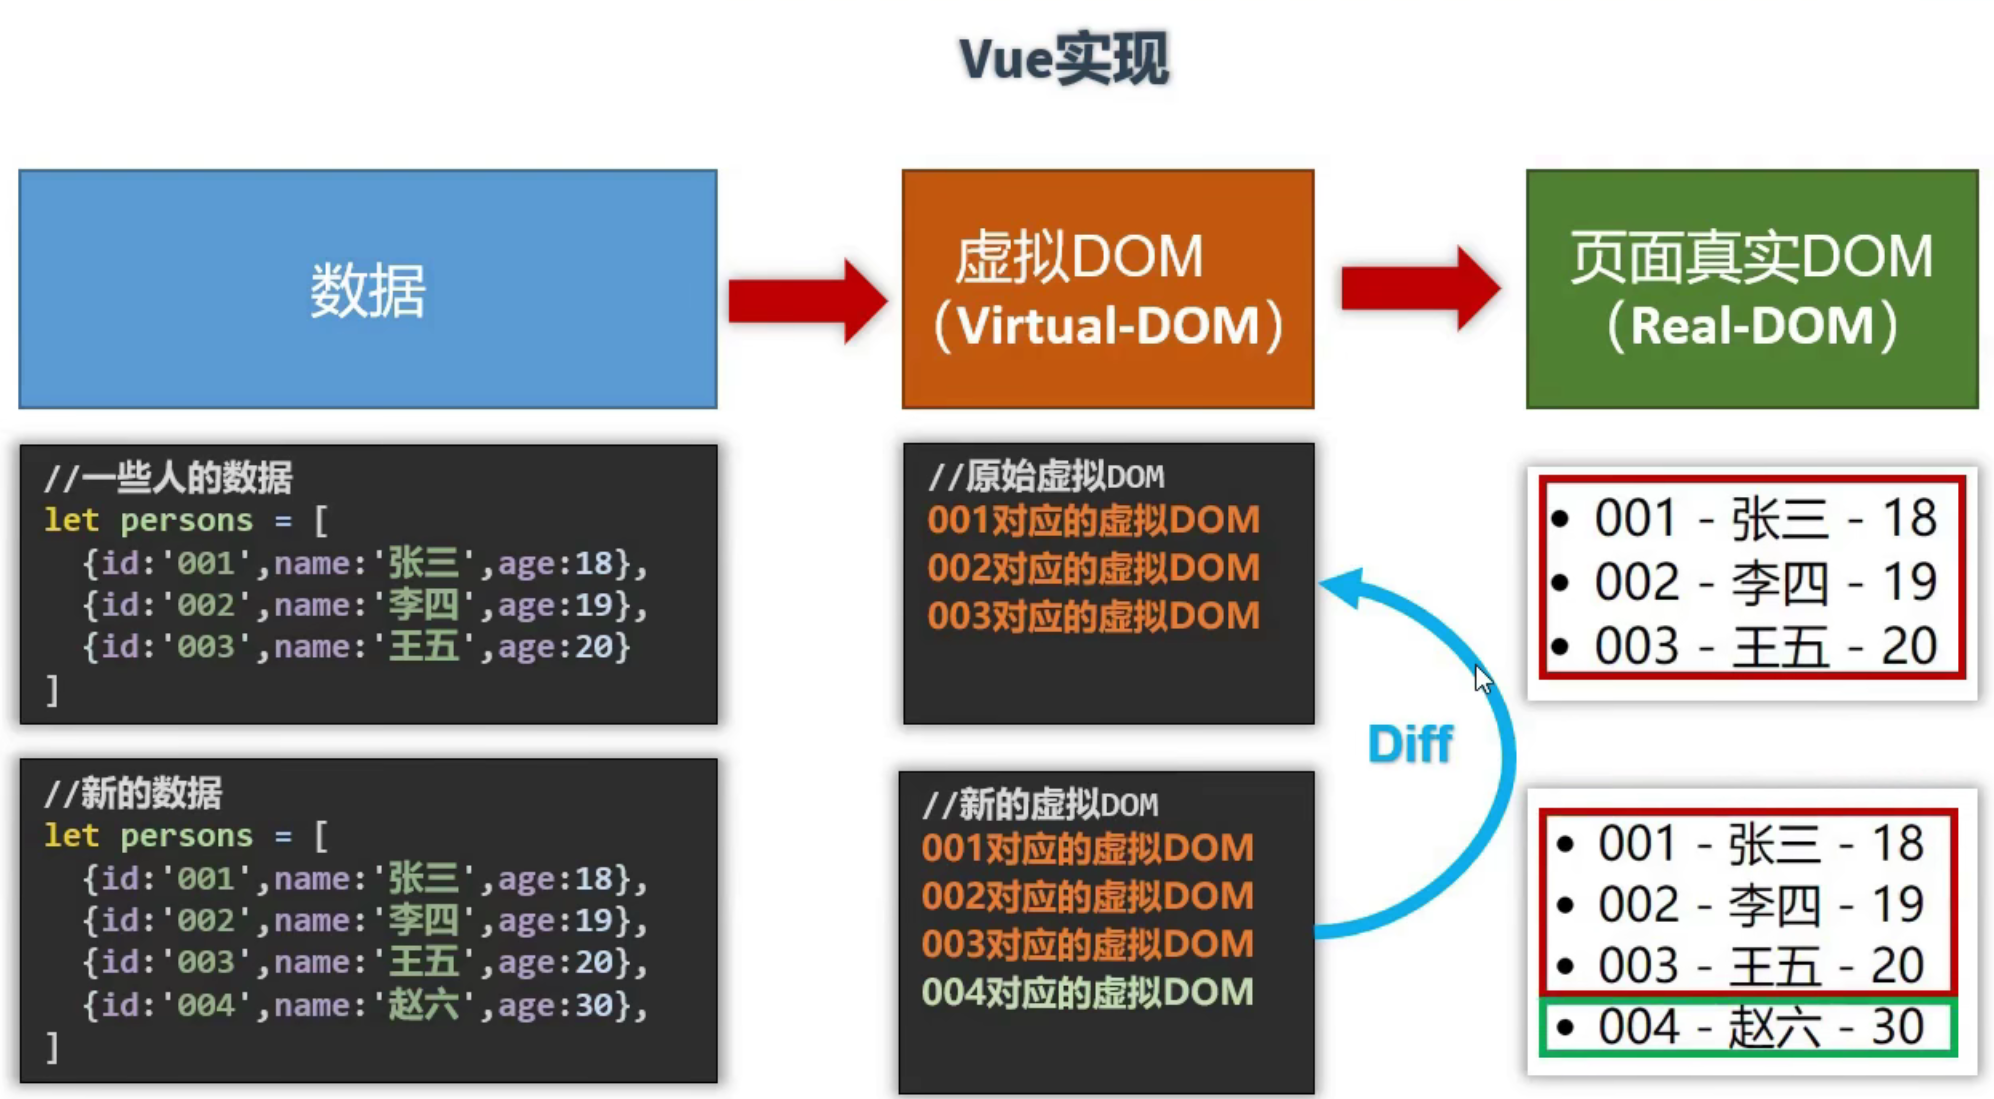 Vue实现
数据
虚拟DOM
（Virtual-DOM）
页面真实DOM
（Real-DOM）
//一些人的数据
let persons = [
{id:'001',name:'张三',age:18},
{id:'002',name:'李四',age:19},
{id:'003',name:'王五',age:20}
]
//原始虚拟DOM
001对应的虚拟DOM
002对应的虚拟DOM
003对应的虚拟DOM
• 001 - 张三 - 18
• 002 - 李四 - 19
• 003 - 王五 - 20
Diff
//新的数据
let persons = [
{id:'001',name:'张三',age:18},
{id:'002',name:'李四',age:19},
{id:'003',name:'王五',age:20},
{id:'004',name:'赵六',age:30},
]
//新的虚拟DOM
001对应的虚拟DOM
002对应的虚拟DOM
003对应的虚拟DOM
004对应的虚拟DOM
• 001 - 张三 - 18
• 002 - 李四 - 19
• 003 - 王五 - 20
• 004 - 赵六 - 30